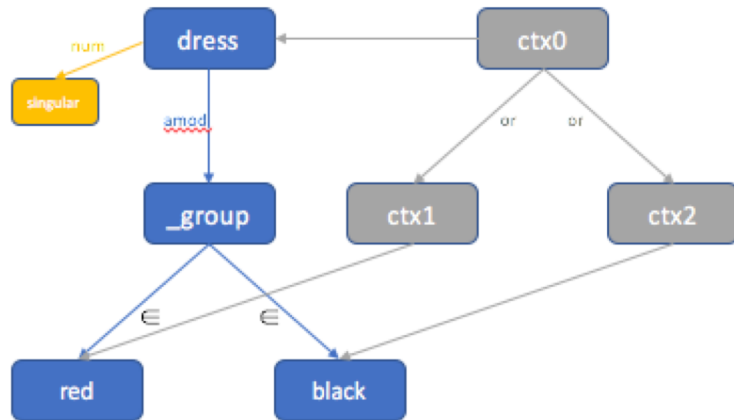 dress
ctx0
num
singular
amod
or
or
_group
ctx1
ctx2
∈
∈
red
black